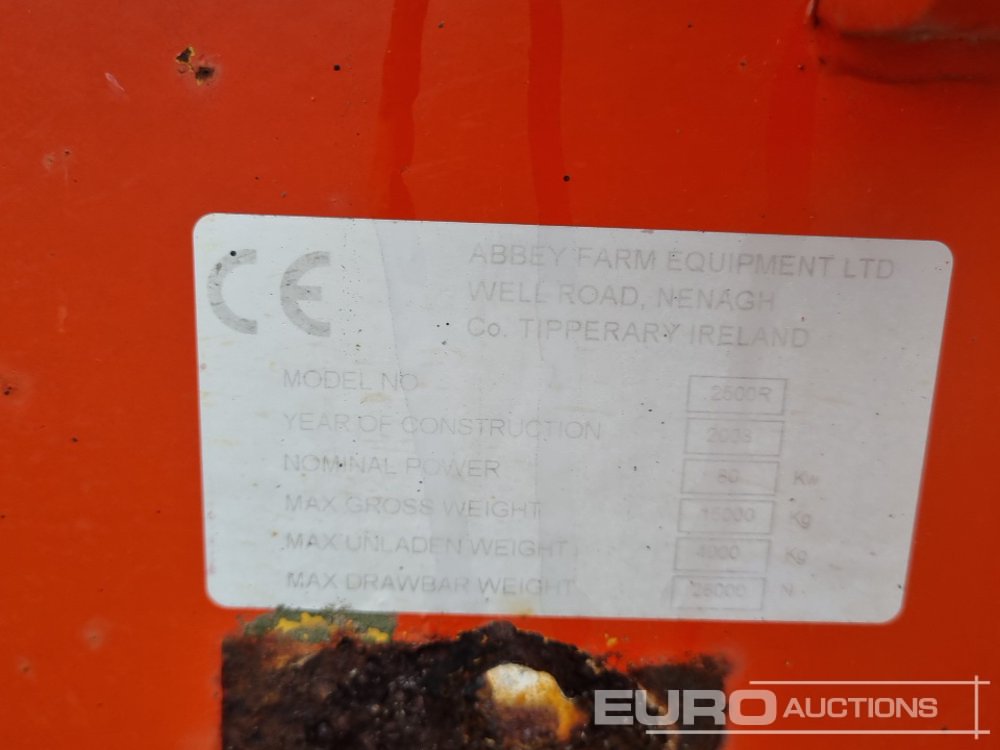 CE
ABBEY FARM EQUIPMENT LTD
WELL ROAD, NENAGH
Co. TIPPERARY IRELAND
MODEL NO 2500R
YEAR OF CONSTRUCTION 2008
NOMINAL POWER 80 Kw
MAX GROSS WEIGHT 15000 Kg
MAX UNLADEN WEIGHT 4000 Kg
MAX DRAWBAR WEIGHT 26000 N
EURO AUCTIONS